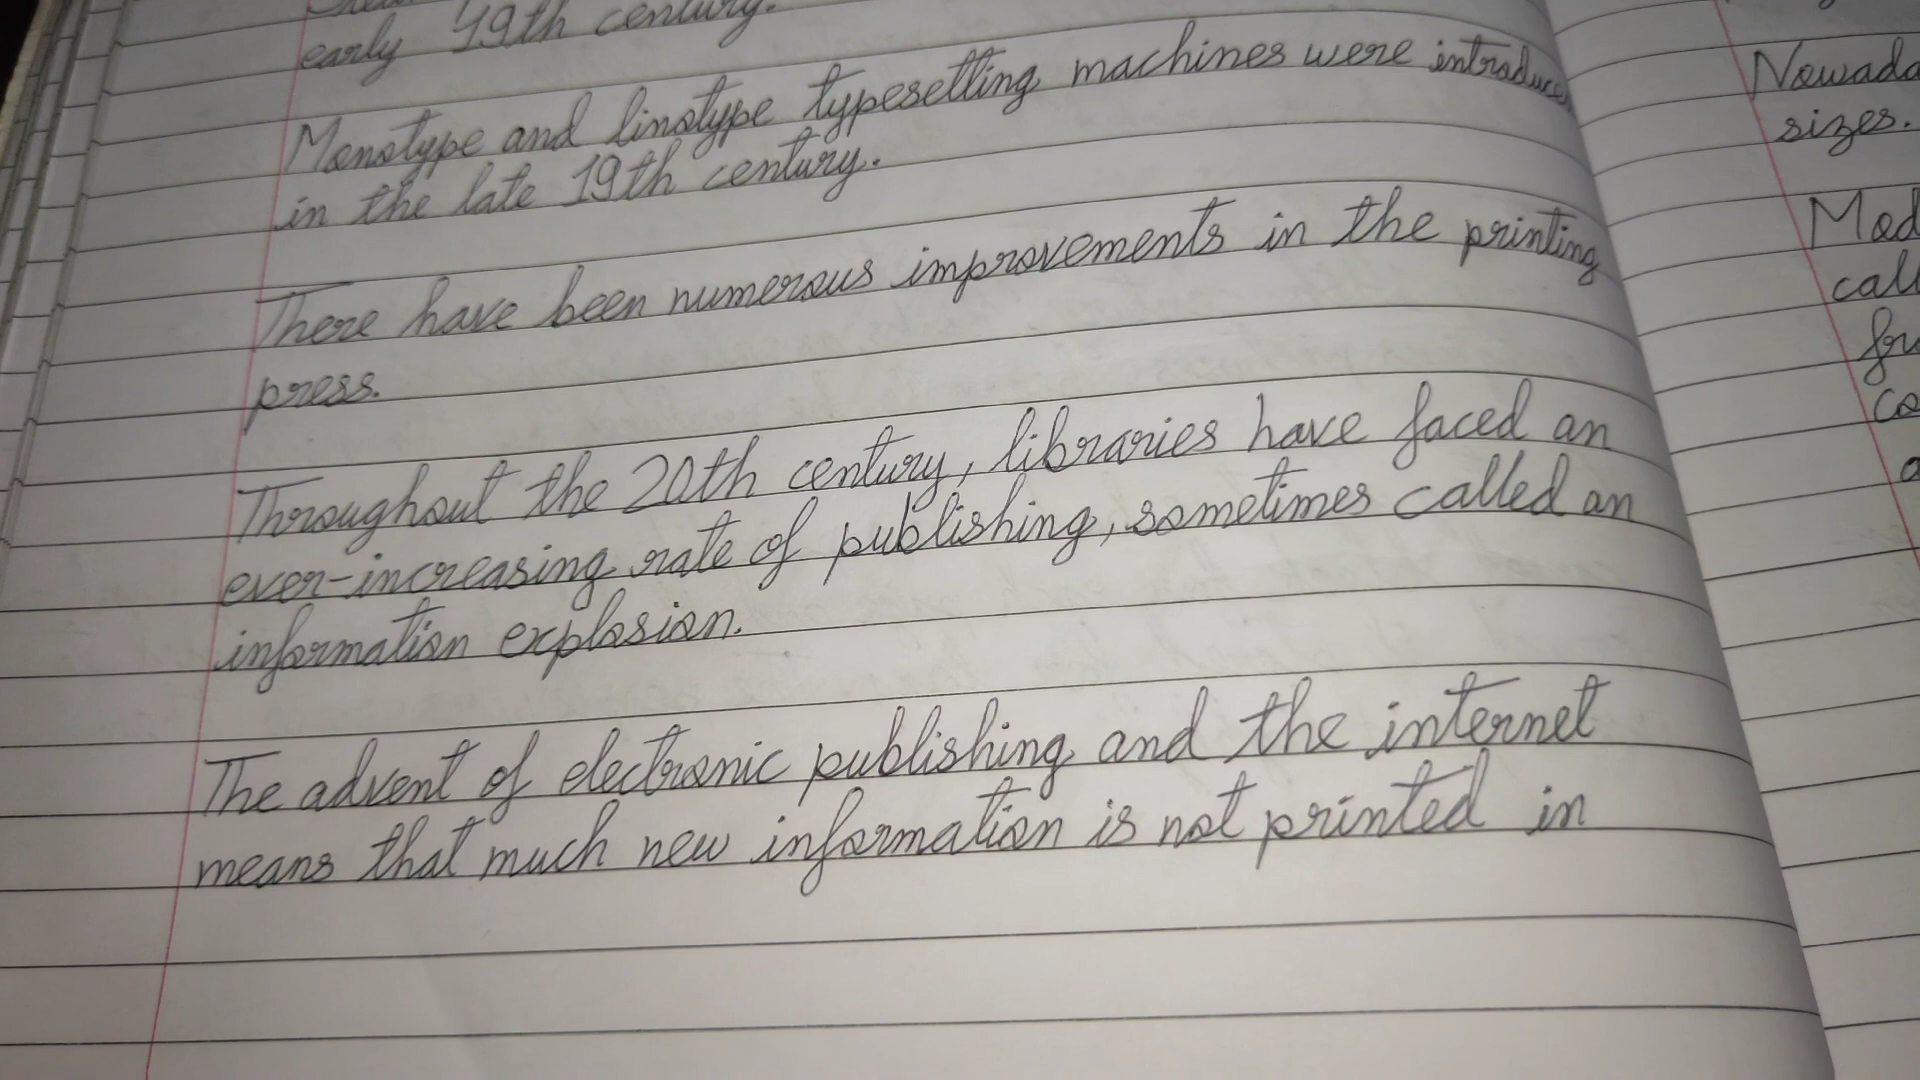 early 19th century.
Monotype and linotype typesetting machines were introduced
in the late 19th century.
There have been numerous improvements in the printing
press.
Throughout the 20th century, libraries have faced an
ever-increasing rate of publishing, sometimes called an
information explosion.
The advent of electronic publishing and the internet
means that much new information is not printed in
sizes.